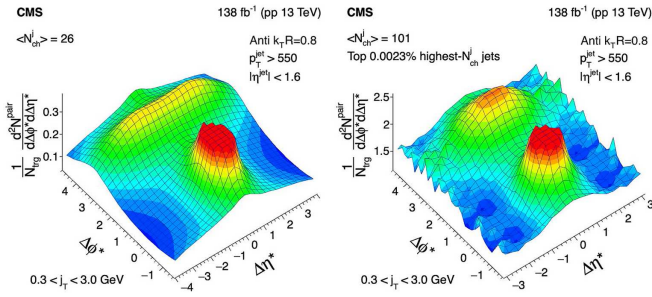 CMS
138 fb⁻¹ (pp 13 TeV)
<N_ch^j> = 26
Anti k_T R=0.8
p_T^jet > 550
|η^jet| < 1.6
1/N_trg d²N^pair/dΔφ*dΔη*
0.3
0.2
0.1
4
3
2
1
0
-1
Δφ*
-4
-3
-2
-1
0
1
2
3
Δη*
0.3 < j_T < 3.0 GeV
CMS
138 fb⁻¹ (pp 13 TeV)
<N_ch^j> = 101
Top 0.0023% highest-N_ch^j jets
Anti k_T R=0.8
p_T^jet > 550
|η^jet| < 1.6
1/N_trg d²N^pair/dΔφ*dΔη*
2.5
2
1.5
4
3
2
1
0
-1
Δφ*
-3
-2
-1
0
1
2
3
Δη*
0.3 < j_T < 3.0 GeV